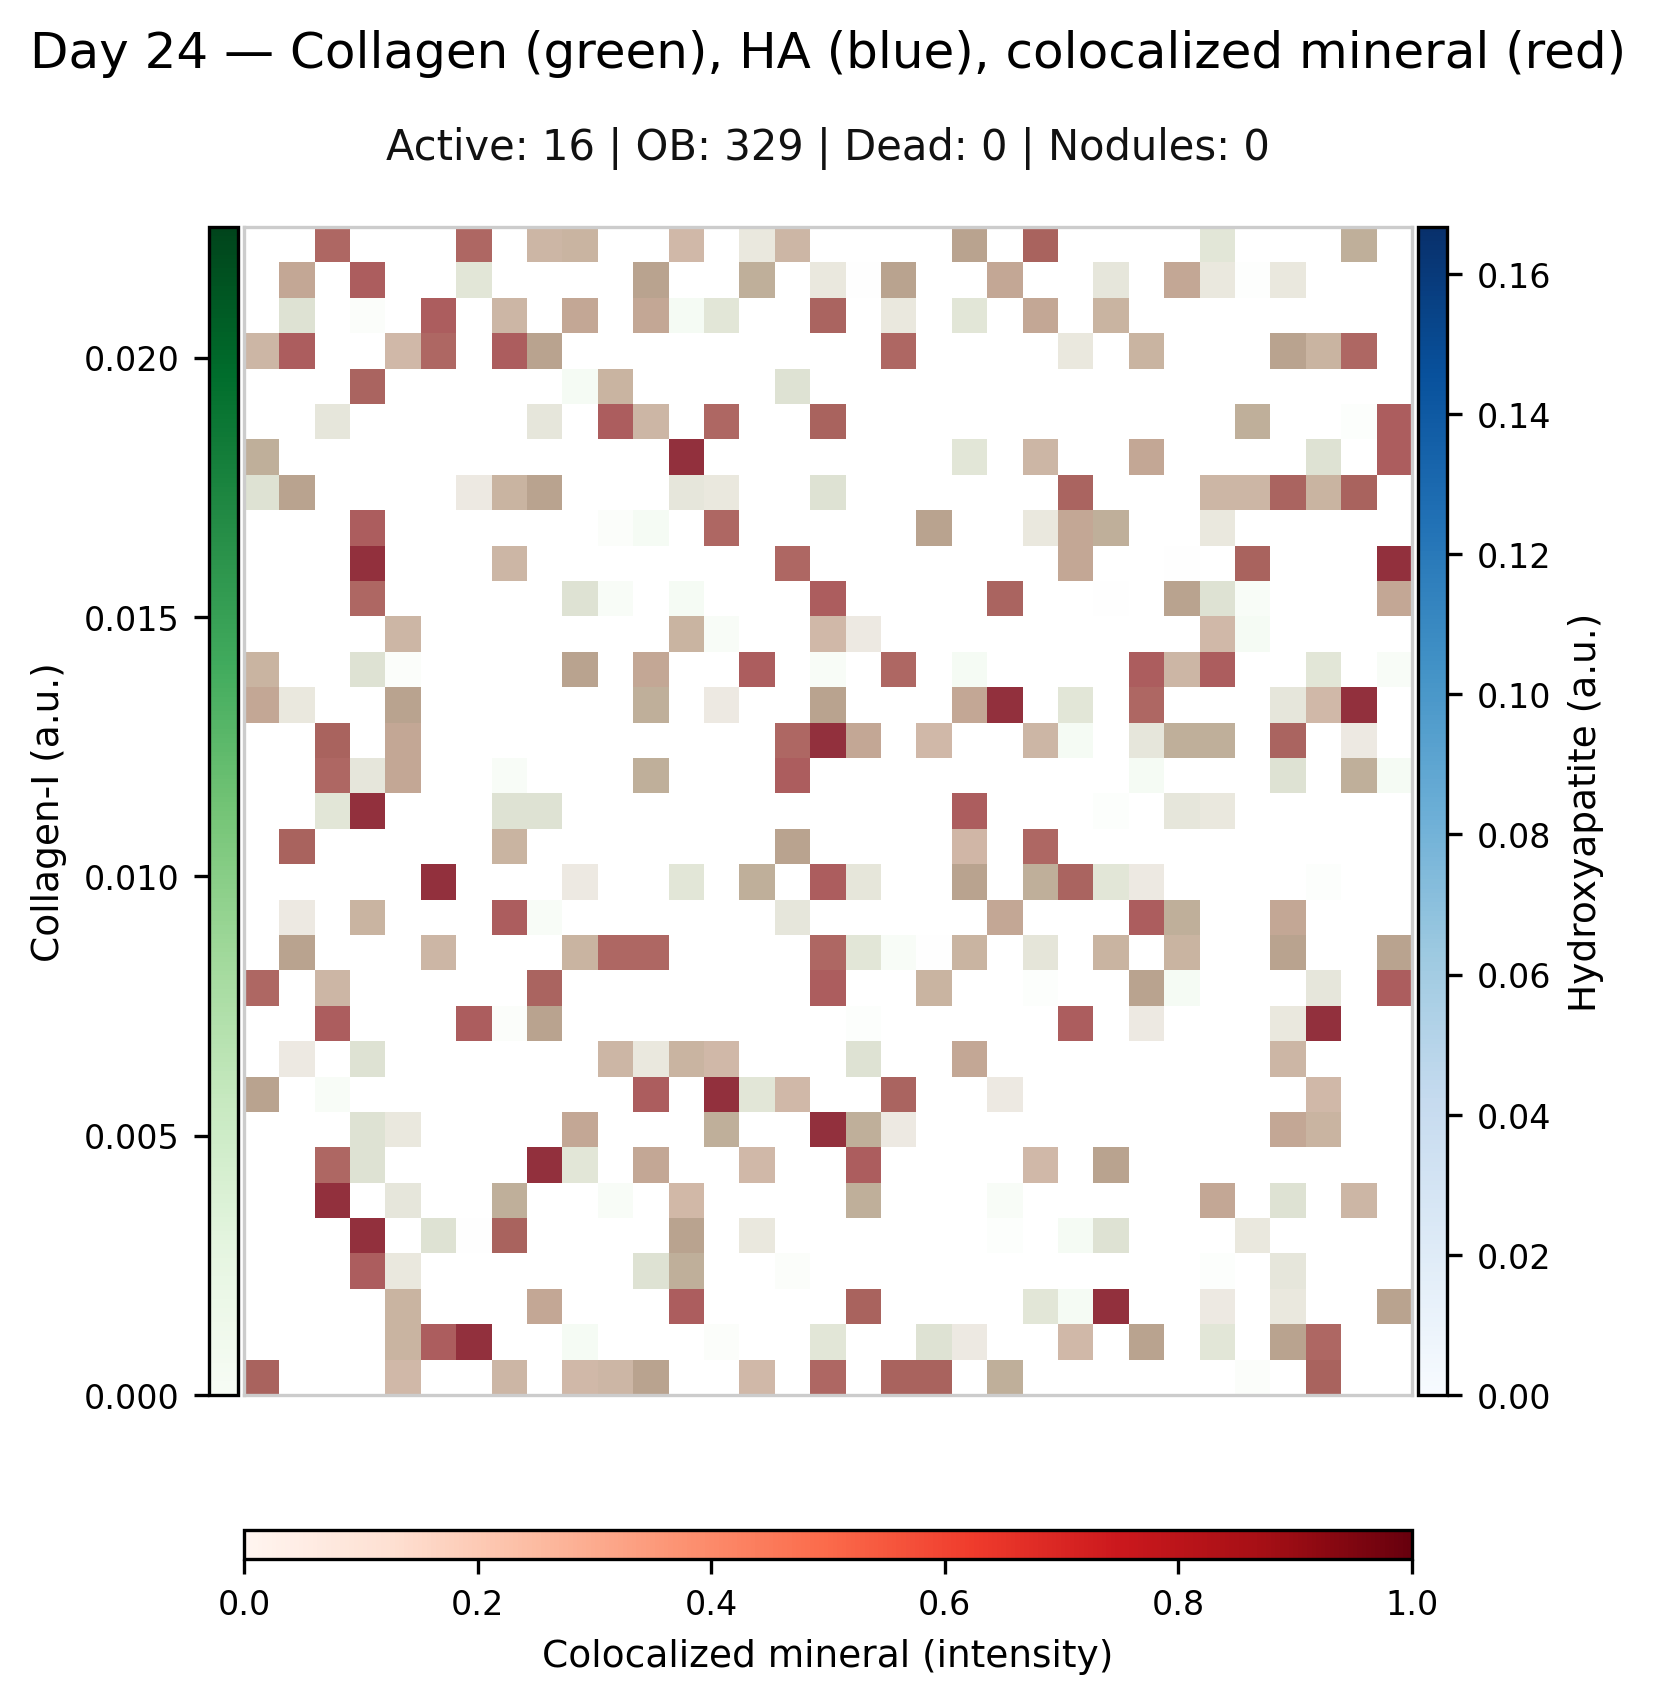 Day 24 — Collagen (green), HA (blue), colocalized mineral (red)
Active: 16 | OB: 329 | Dead: 0 | Nodules: 0
0.020
0.015
0.010
0.005
0.000
Collagen-I (a.u.)
0.16
0.14
0.12
0.10
0.08
0.06
0.04
0.02
0.00
Hydroxyapatite (a.u.)
0.0 0.2 0.4 0.6 0.8 1.0
Colocalized mineral (intensity)